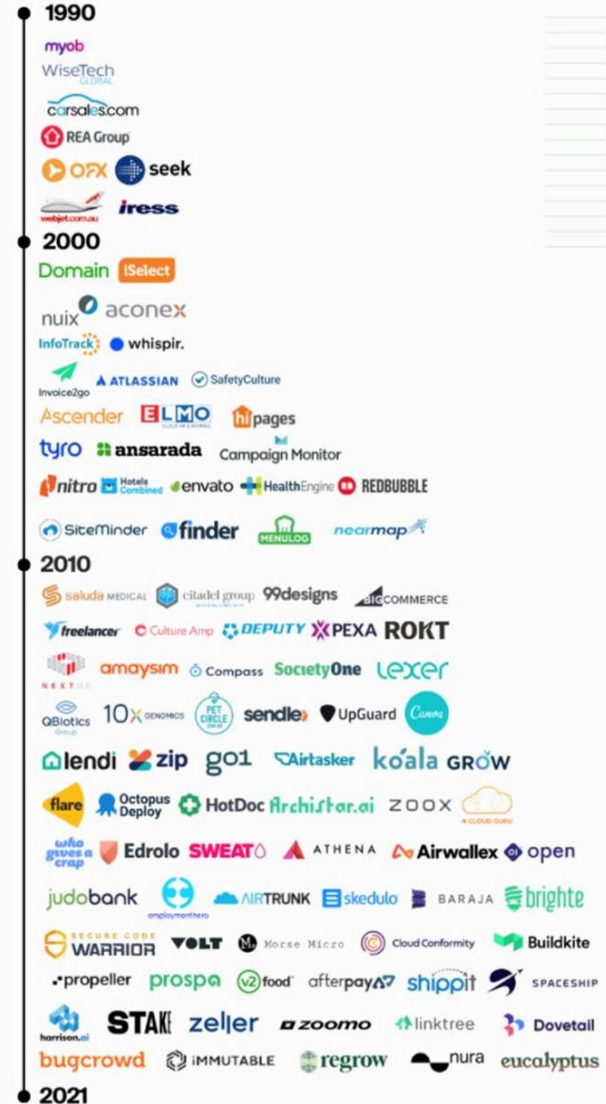 1990
myob
WiseTech
GLOBAL
carsales.com
REA Group
OFX seek
webjet.com.au iress
2000
Domain iSelect
nuix aconex
InfoTrack whispir.
Invoice2go ATLASSIAN SafetyCulture
Ascender ELMO hipages
tyro ansarada Campaign Monitor
nitro Hotels Combined envato HealthEngine REDBUBBLE
SiteMinder finder MENULOG nearmap
2010
saluda MEDICAL citadel group 99designs BIGCOMMERCE
freelancer Culture Amp DEPUTY PEXA ROKT
NEXTDC amaysim Compass SocietyOne Lexer
QBiotics Group 10X GENOMICS PET CIRCLE sendle UpGuard Canva
lendi zip go1 Airtasker koala GROW
flare Octopus Deploy HotDoc Archistar.ai ZOOX A CLOUD GURU
who gives a crap Edrolo SWEAT ATHENA Airwallex open
judobank employmenthero AIRTRUNK skedulo BARAJA brighte
SECURE CODE WARRIOR VOLT Morse Micro Cloud Conformity Buildkite
propeller prospa v2food afterpay shippit SPACESHIP
harrison.ai STAKE zeller zoomo linktree Dovetail
bugcrowd iMMUTABLE regrow nura eucalyptus
2021